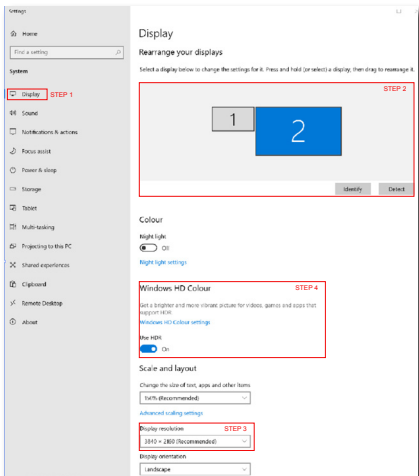 Settings
Home
Find a setting
System
Display STEP 1
Sound
Notifications & actions
Focus assist
Power & sleep
Storage
Tablet
Multi-tasking
Projecting to this PC
Shared experiences
Clipboard
Remote Desktop
About
Display
Rearrange your displays
Select a display below to change the settings for it. Press and hold (or select) a display, then drag to rearrange it.
STEP 2
1
2
Identify
Detect
Colour
Night light
Off
Night light settings
Windows HD Colour STEP 4
Get a brighter and more vibrant picture for videos, games and apps that
support HDR.
Windows HD Colour settings
Use HDR
On
Scale and layout
Change the size of text, apps and other items
150% (Recommended)
Advanced scaling settings
Display resolution STEP 3
3840 × 2160 (Recommended)
Display orientation
Landscape